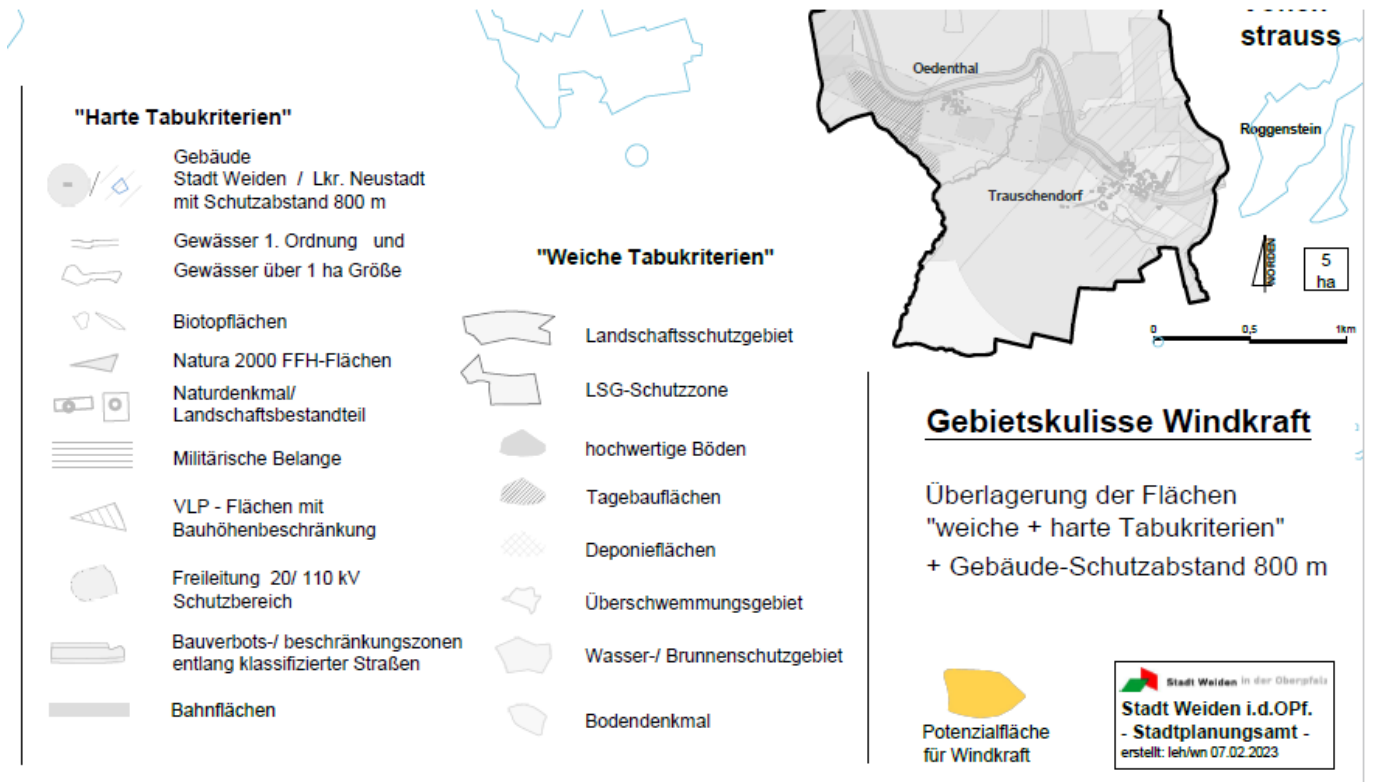 strauss
Oedenthal
Roggenstein
Trauschendorf
NORDEN
5
ha
0
0,5
1km
"Harte Tabukriterien"
Gebäude
Stadt Weiden / Lkr. Neustadt
mit Schutzabstand 800 m
Gewässer 1. Ordnung und
Gewässer über 1 ha Größe
Biotopflächen
Natura 2000 FFH-Flächen
Naturdenkmal/
Landschaftsbestandteil
Militärische Belange
VLP - Flächen mit
Bauhöhenbeschränkung
Freileitung 20/ 110 kV
Schutzbereich
Bauverbots-/ beschränkungszonen
entlang klassifizierter Straßen
Bahnflächen
"Weiche Tabukriterien"
Landschaftsschutzgebiet
LSG-Schutzzone
hochwertige Böden
Tagebauflächen
Deponieflächen
Überschwemmungsgebiet
Wasser-/ Brunnenschutzgebiet
Bodendenkmal
Gebietskulisse Windkraft
Überlagerung der Flächen
"weiche + harte Tabukriterien"
+ Gebäude-Schutzabstand 800 m
Potenzialfläche
für Windkraft
Stadt Weiden in der Oberpfalz
Stadt Weiden i.d.OPf.
- Stadtplanungsamt -
erstellt: leh/wn 07.02.2023